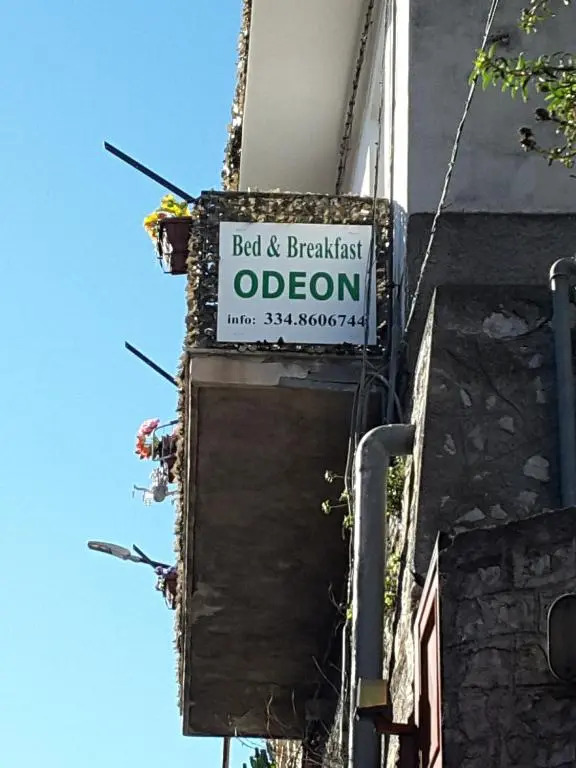 Bed & Breakfast
ODEON
info: 334.8606744